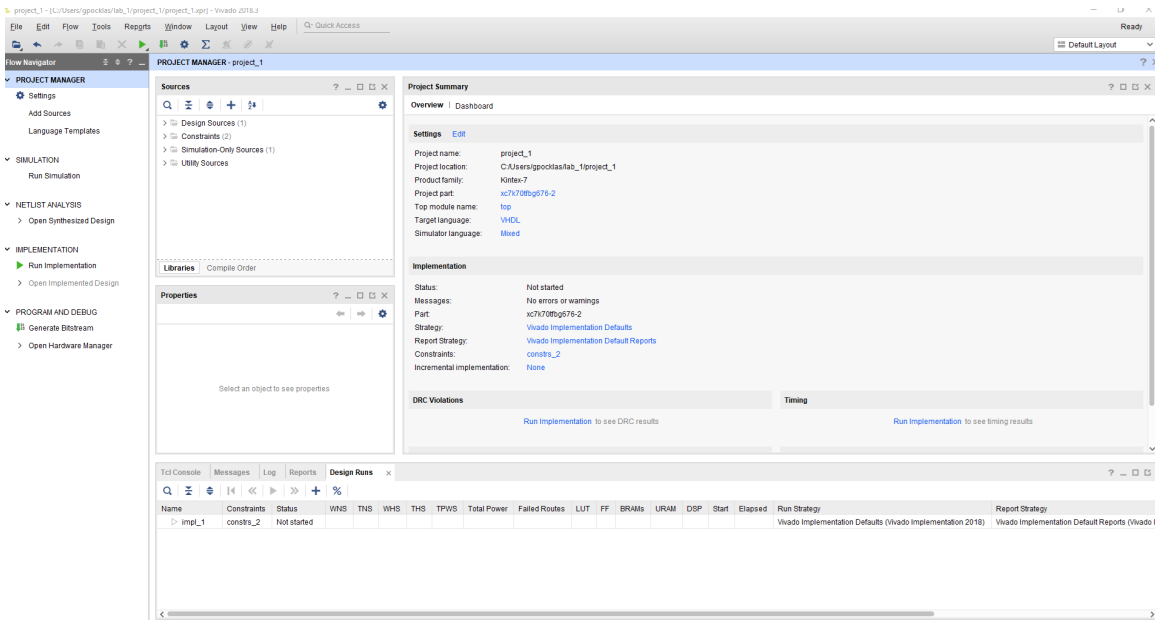 project_1 - [C:/Users/gpocklas/lab_1/project_1/project_1.xpr] - Vivado 2018.3
File Edit Flow Tools Reports Window Layout View Help Quick Access Ready
Default Layout
Flow Navigator
PROJECT MANAGER - project_1
PROJECT MANAGER
Settings
Add Sources
Language Templates
SIMULATION
Run Simulation
NETLIST ANALYSIS
Open Synthesized Design
IMPLEMENTATION
Run Implementation
Open Implemented Design
PROGRAM AND DEBUG
Generate Bitstream
Open Hardware Manager
Sources
Design Sources (1)
Constraints (2)
Simulation-Only Sources (1)
Utility Sources
Libraries Compile Order
Properties
Select an object to see properties
Project Summary
Overview | Dashboard
Settings Edit
Project name: project_1
Project location: C:/Users/gpocklas/lab_1/project_1
Product family: Kintex-7
Project part: xc7k70tfbg676-2
Top module name: top
Target language: VHDL
Simulator language: Mixed
Implementation
Status: Not started
Messages: No errors or warnings
Part: xc7k70tfbg676-2
Strategy: Vivado Implementation Defaults
Report Strategy: Vivado Implementation Default Reports
Constraints: constrs_2
Incremental implementation: None
DRC Violations
Run Implementation to see DRC results
Timing
Run Implementation to see timing results
Tcl Console Messages Log Reports Design Runs
Name Constraints Status WNS TNS WHS THS TPWS Total Power Failed Routes LUT FF BRAMs URAM DSP Start Elapsed Run Strategy Report Strategy
impl_1 constrs_2 Not started Vivado Implementation Defaults (Vivado Implementation 2018) Vivado Implementation Default Reports (Vivado I